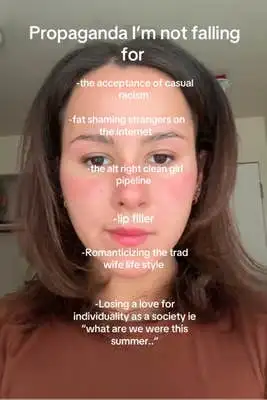 Propaganda I'm not falling
for
-the acceptance of casual
racism
-fat shaming strangers on
the internet
-the alt right clean girl
pipeline
-lip filler
-Romanticizing the trad
wife life style
-Losing a love for
individuality as a society ie
"what are we were this
summer.."